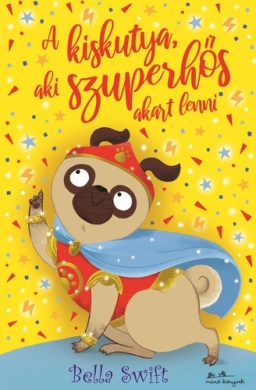 A kiskutya,
aki szuperhős
akart lenni
Bella Swift